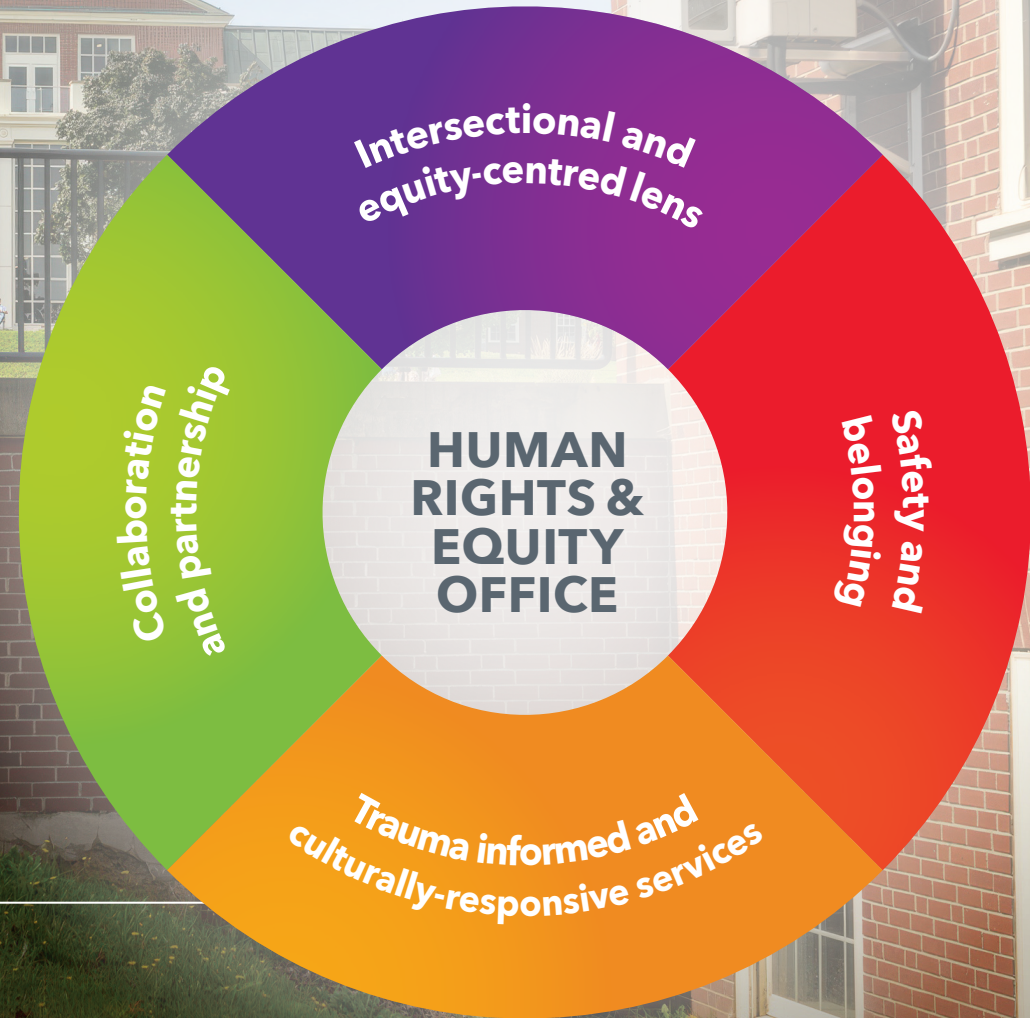 Intersectional and
equity-centred lens
Safety and
belonging
Trauma informed and
culturally-responsive services
Collaboration
and partnership
HUMAN
RIGHTS &
EQUITY
OFFICE